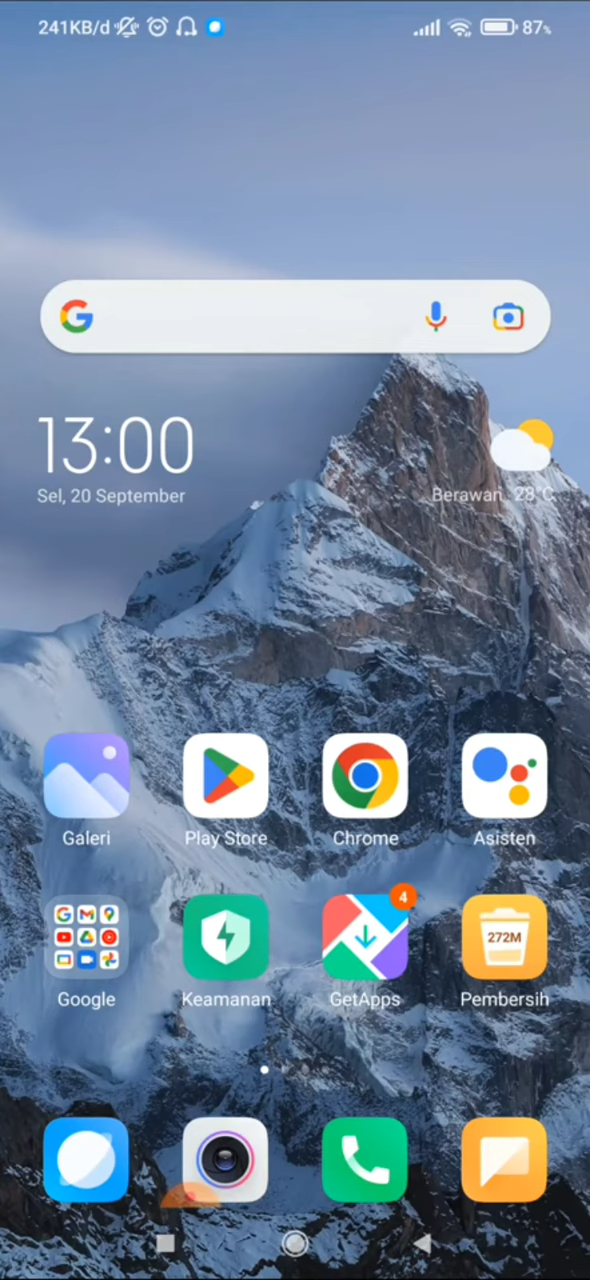 241KB/d
87%
13:00
Sel, 20 September
Berawan 28°C
Galeri
Play Store
Chrome
Asisten
4
272M
Google
Keamanan
GetApps
Pembersih